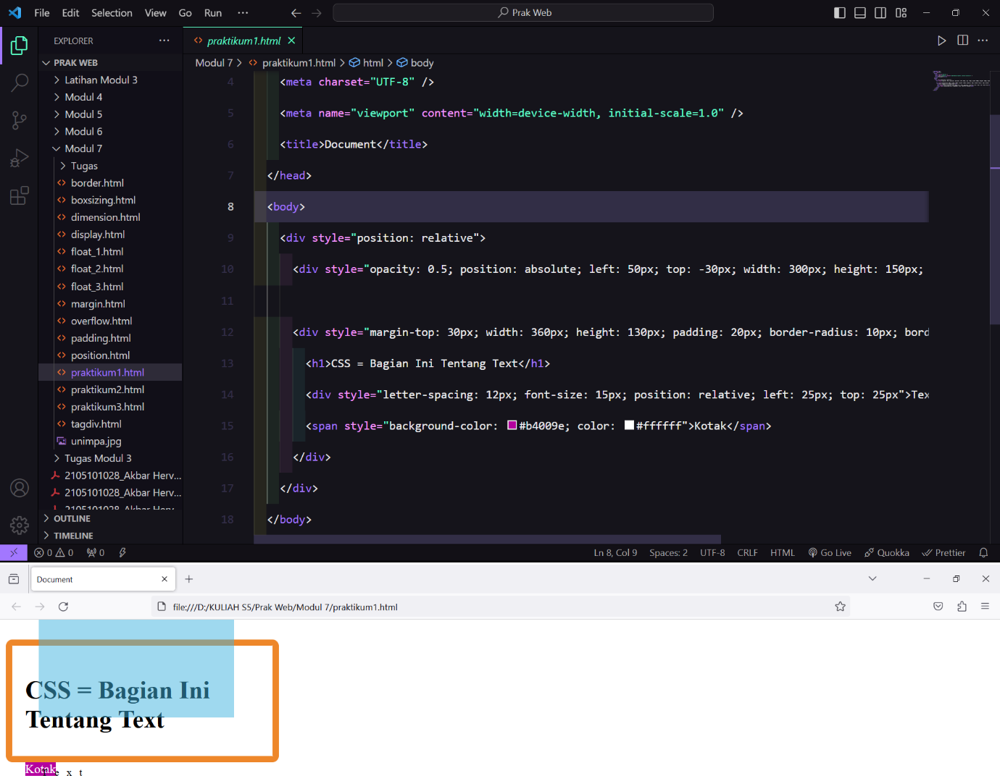 File Edit Selection View Go Run ··· Prak Web
EXPLORER ···
PRAK WEB
Latihan Modul 3
Modul 4
Modul 5
Modul 6
Modul 7
Tugas
border.html
boxsizing.html
dimension.html
display.html
float_1.html
float_2.html
float_3.html
margin.html
overflow.html
padding.html
position.html
praktikum1.html
praktikum2.html
praktikum3.html
tagdiv.html
unimpa.jpg
Tugas Modul 3
2105101028_Akbar Herv...
2105101028_Akbar Herv...
2105101028_Akbar Herv...
OUTLINE
TIMELINE
praktikum1.html
Modul 7 > praktikum1.html > html > body
4 <meta charset="UTF-8" />
5 <meta name="viewport" content="width=device-width, initial-scale=1.0" />
6 <title>Document</title>
7 </head>
8 <body>
9 <div style="position: relative">
10 <div style="opacity: 0.5; position: absolute; left: 50px; top: -30px; width: 300px; height: 150px;
11
12 <div style="margin-top: 30px; width: 360px; height: 130px; padding: 20px; border-radius: 10px; bord
13 <h1>CSS = Bagian Ini Tentang Text</h1>
14 <div style="letter-spacing: 12px; font-size: 15px; position: relative; left: 25px; top: 25px">Tex
15 <span style="background-color: #b4009e; color: #ffffff">Kotak</span>
16 </div>
17 </div>
18 </body>
0 0 0 Ln 8, Col 9 Spaces: 2 UTF-8 CRLF HTML Go Live Quokka Prettier
Document
file:///D:/KULIAH S5/Prak Web/Modul 7/praktikum1.html
CSS = Bagian Ini
Tentang Text
Kotak
Text